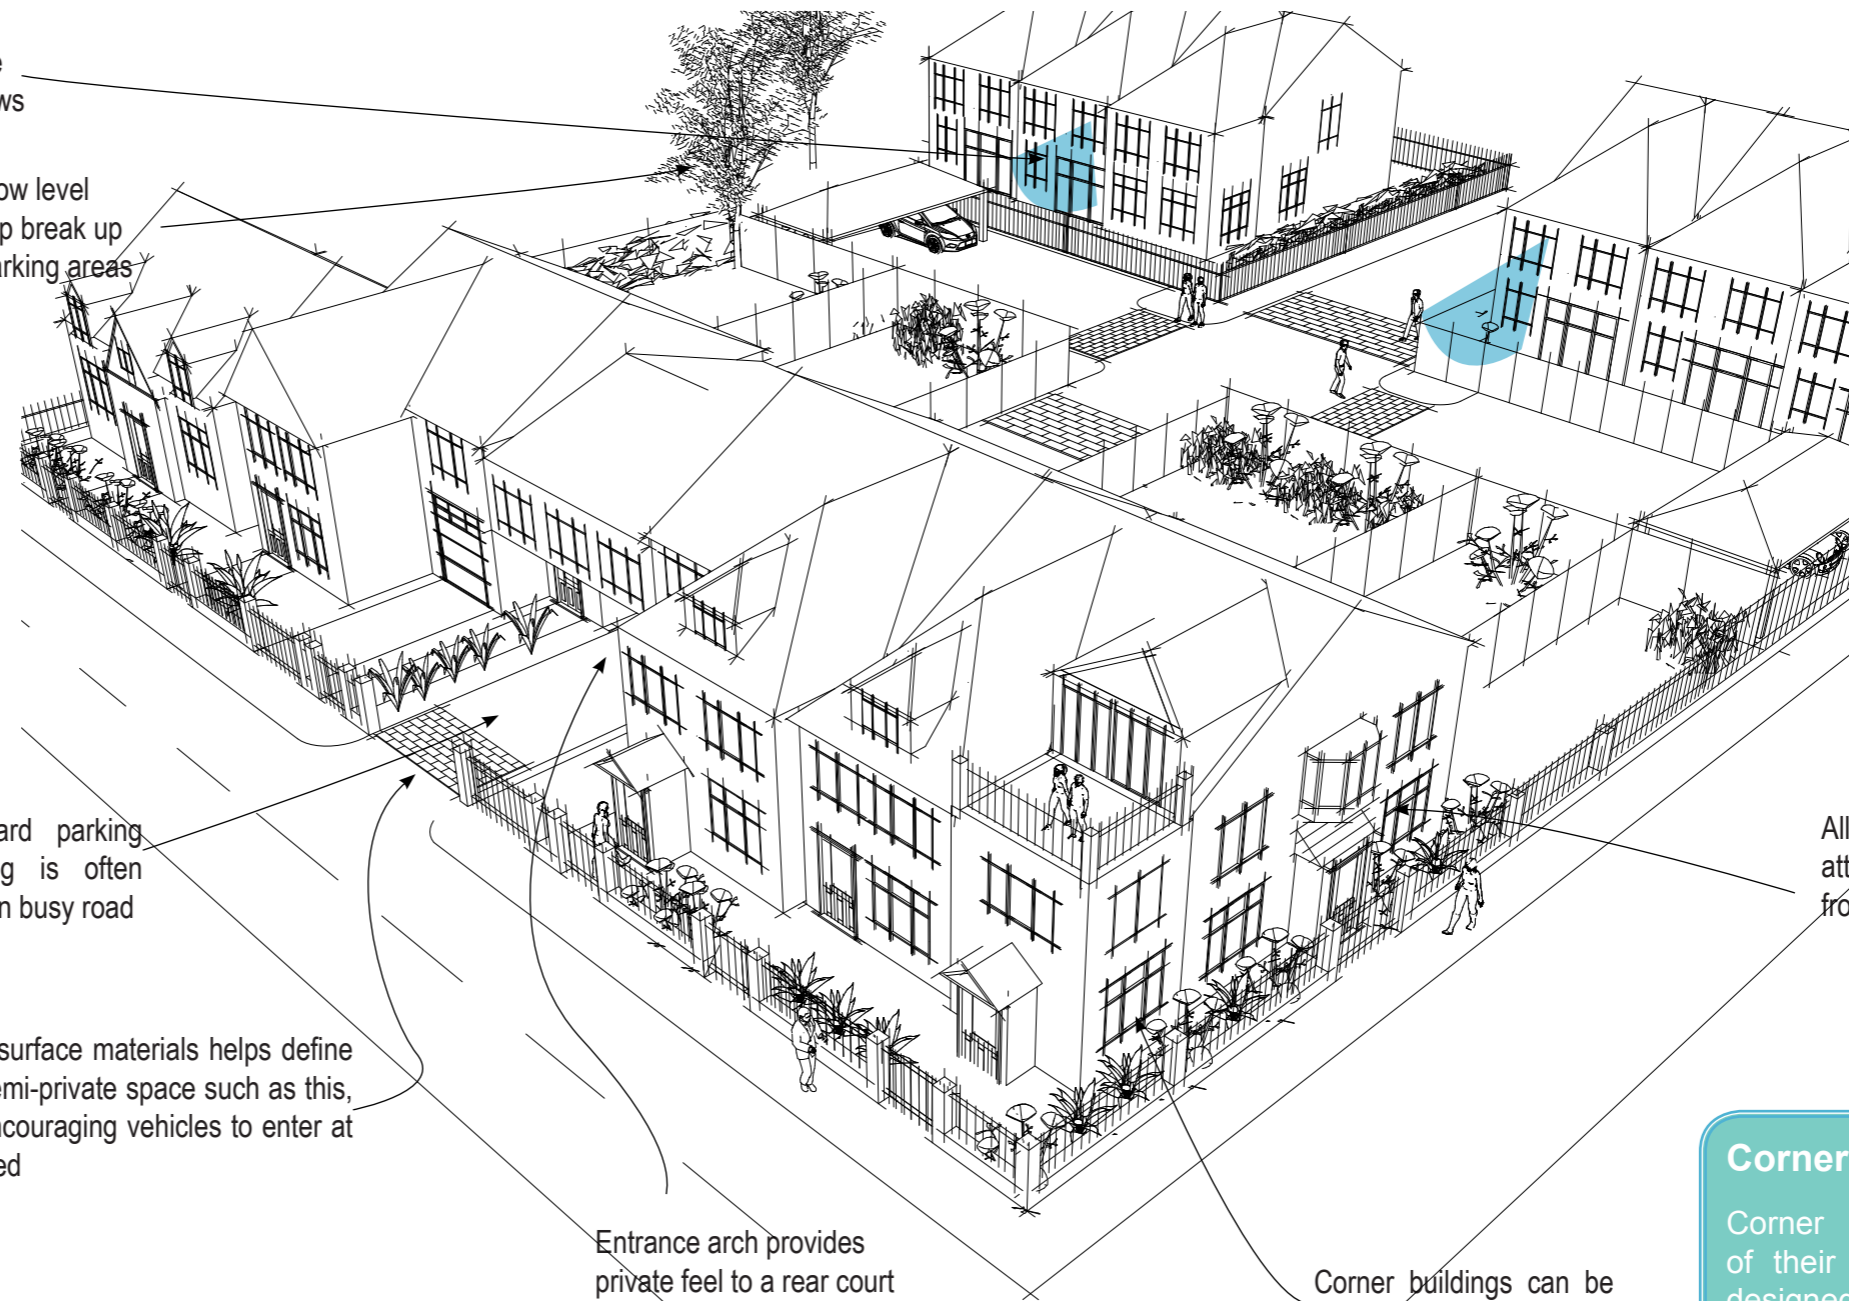 ow level
break up
arking areas
ard parking
g is often
n busy road
surface materials helps define
emi-private space such as this,
ncouraging vehicles to enter at
ed
Entrance arch provides
private feel to a rear court
Corner buildings can be
All
att
fro
Corner
Corner
of their
designed